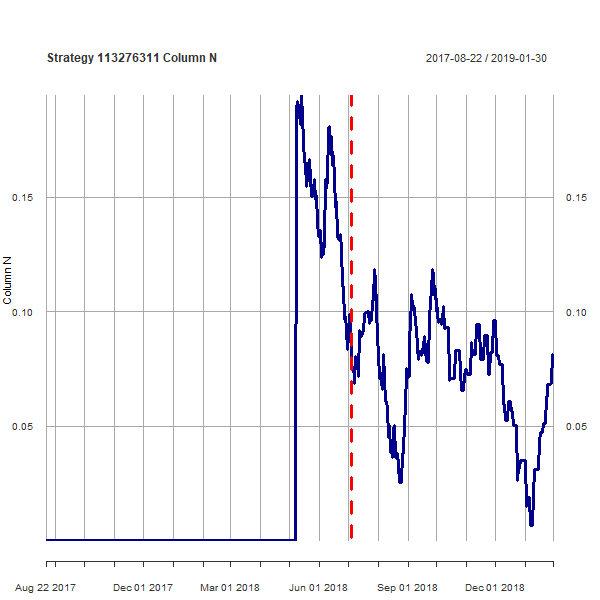 Strategy 113276311 Column N 2017-08-22 / 2019-01-30
0.15 0.15
Column N
0.10 0.10
0.05 0.05
Aug 22 2017 Dec 01 2017 Mar 01 2018 Jun 01 2018 Sep 01 2018 Dec 01 2018